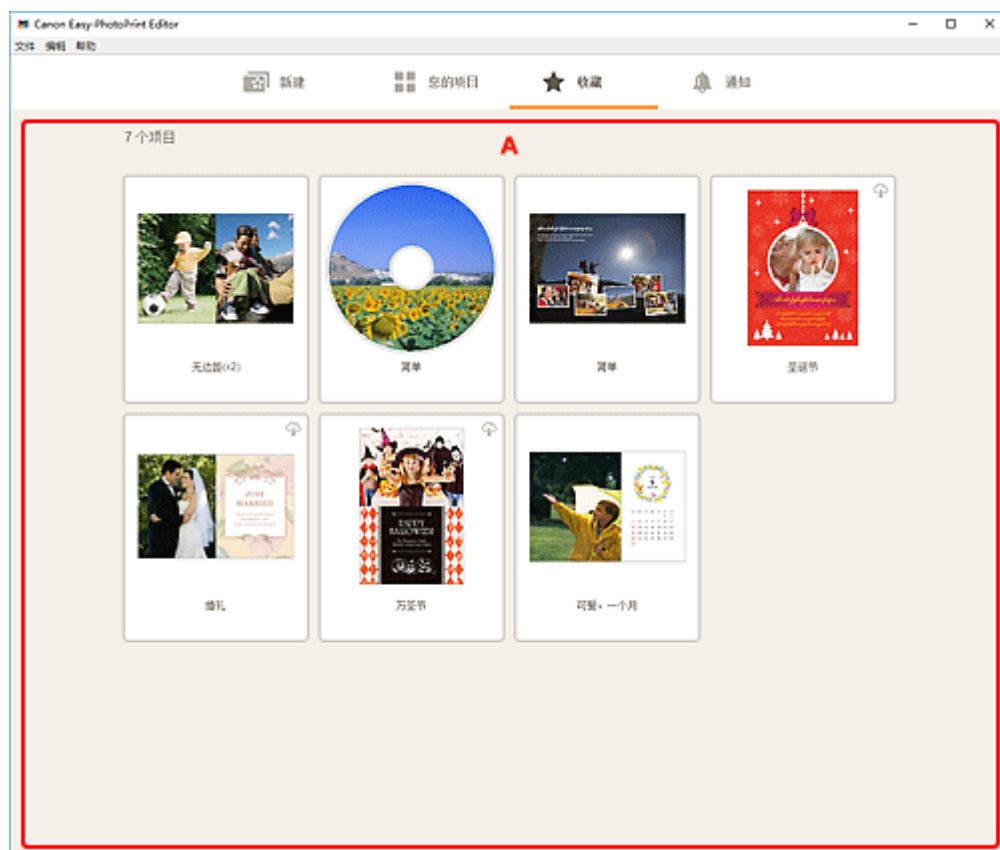 Canon Easy-PhotoPrint Editor
文件 编辑 帮助
新建 您的项目 收藏 通知
7 个项目
A
无边距(x2)
简单
简单
圣诞节
JUST
MARRIED
ENJOY
HALLOWEEN
婚礼
万圣节
可爱，一个月